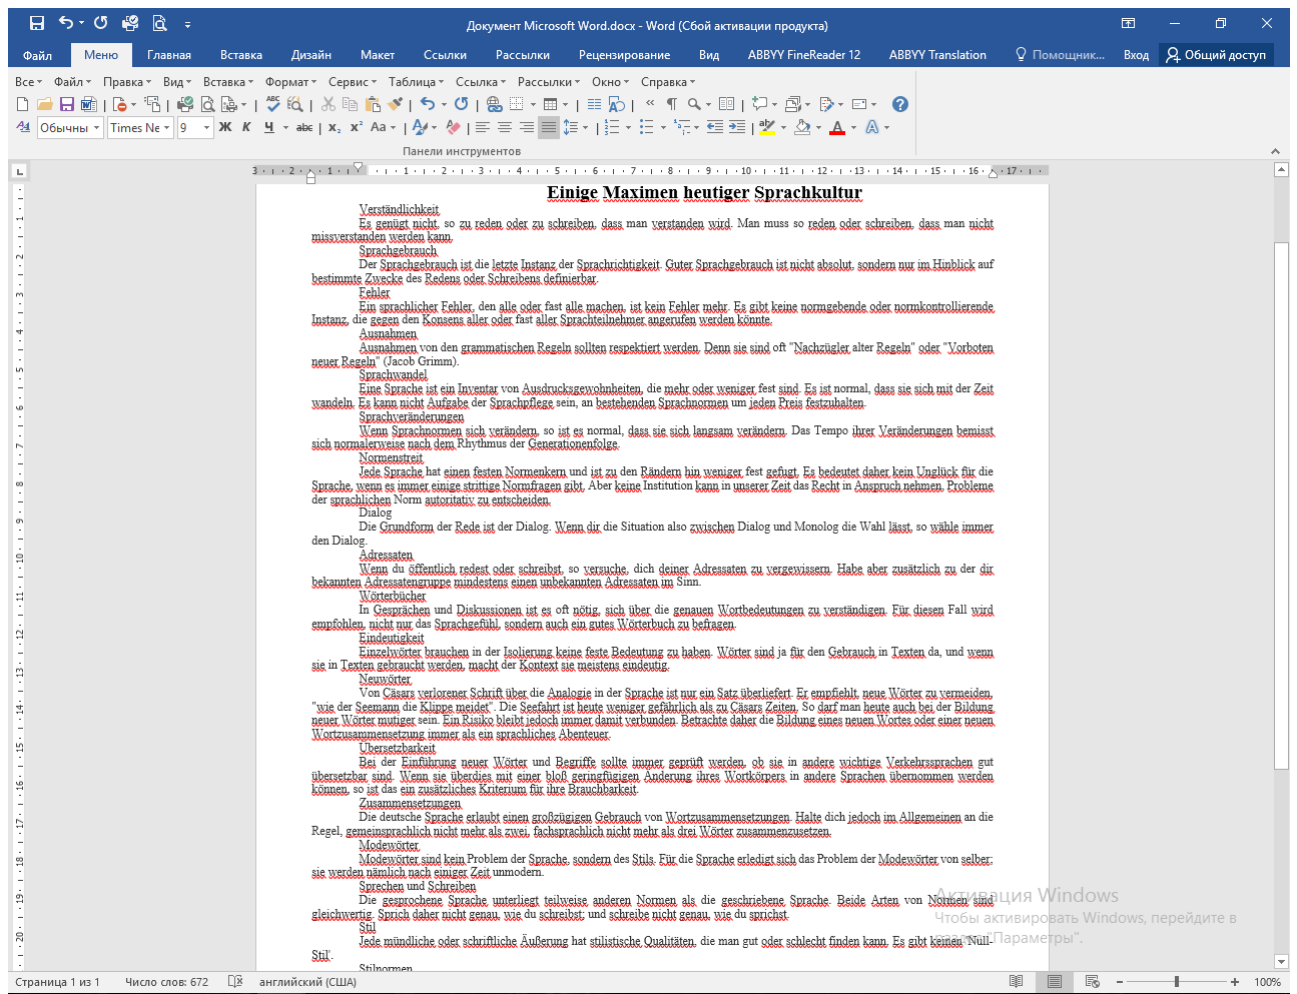 Документ Microsoft Word.docx - Word (Сбой активации продукта)
Файл Меню Главная Вставка Дизайн Макет Ссылки Рассылки Рецензирование Вид ABBYY FineReader 12 ABBYY Translation Помощник... Вход Общий доступ
Все Файл Правка Вид Вставка Формат Сервис Таблица Ссылка Рассылки Окно Справка
Обычны Times Ne 9 Ж К Ч abc x₂ x² Aa
Панели инструментов
3 2 1 1 2 3 4 5 6 7 8 9 10 11 12 13 14 15 16 17
Einige Maximen heutiger Sprachkultur
Verständlichkeit
Es genügt nicht, so zu reden oder zu schreiben, dass man verstanden wird. Man muss so reden oder schreiben, dass man nicht
missverstanden werden kann.
Sprachgebrauch
Der Sprachgebrauch ist die letzte Instanz der Sprachrichtigkeit. Guter Sprachgebrauch ist nicht absolut, sondern nur im Hinblick auf
bestimmte Zwecke des Redens oder Schreibens definierbar.
Fehler
Ein sprachlicher Fehler, den alle oder fast alle machen, ist kein Fehler mehr. Es gibt keine normgebende oder normkontrollierende
Instanz, die gegen den Konsens aller oder fast aller Sprachteilnehmer angerufen werden könnte.
Ausnahmen
Ausnahmen von den grammatischen Regeln sollten respektiert werden. Denn sie sind oft "Nachzügler alter Regeln" oder "Vorboten
neuer Regeln" (Jacob Grimm).
Sprachwandel
Eine Sprache ist ein Inventar von Ausdrucksgewohnheiten, die mehr oder weniger fest sind. Es ist normal, dass sie sich mit der Zeit
wandeln. Es kann nicht Aufgabe der Sprachpflege sein, an bestehenden Sprachnormen um jeden Preis festzuhalten.
Sprachveränderungen
Wenn Sprachnormen sich verändern, so ist es normal, dass sie sich langsam verändern. Das Tempo ihrer Veränderungen bemisst
sich normalerweise nach dem Rhythmus der Generationenfolge.
Normenstreit
Jede Sprache hat einen festen Normenkern und ist zu den Rändern hin weniger fest gefugt. Es bedeutet daher kein Unglück für die
Sprache, wenn es immer einige strittige Normfragen gibt. Aber keine Institution kann in unserer Zeit das Recht in Anspruch nehmen, Probleme
der sprachlichen Norm autoritativ zu entscheiden.
Dialog
Die Grundform der Rede ist der Dialog. Wenn dir die Situation also zwischen Dialog und Monolog die Wahl lässt, so wähle immer
den Dialog.
Adressaten
Wenn du öffentlich redest oder schreibst, so versuche, dich deiner Adressaten zu vergewissern. Habe aber zusätzlich zu der dir
bekannten Adressatengruppe mindestens einen unbekannten Adressaten im Sinn.
Wörterbücher
In Gesprächen und Diskussionen ist es oft nötig, sich über die genauen Wortbedeutungen zu verständigen. Für diesen Fall wird
empfohlen, nicht nur das Sprachgefühl, sondern auch ein gutes Wörterbuch zu befragen.
Eindeutigkeit
Einzelwörter brauchen in der Isolierung keine feste Bedeutung zu haben. Wörter sind ja für den Gebrauch in Texten da, und wenn
sie in Texten gebraucht werden, macht der Kontext sie meistens eindeutig.
Neuwörter
Von Cäsars verlorener Schrift über die Analogie in der Sprache ist nur ein Satz überliefert. Er empfiehlt, neue Wörter zu vermeiden,
"wie der Seemann die Klippe meidet". Die Seefahrt ist heute weniger gefährlich als zu Cäsars Zeiten. So darf man heute auch bei der Bildung
neuer Wörter mutiger sein. Ein Risiko bleibt jedoch immer damit verbunden. Betrachte daher die Bildung eines neuen Wortes oder einer neuen
Wortzusammensetzung immer als ein sprachliches Abenteuer.
Übersetzbarkeit
Bei der Einführung neuer Wörter und Begriffe sollte immer geprüft werden, ob sie in andere wichtige Verkehrssprachen gut
übersetzbar sind. Wenn sie überdies mit einer bloß geringfügigen Änderung ihres Wortkörpers in andere Sprachen übernommen werden
können, so ist das ein zusätzliches Kriterium für ihre Brauchbarkeit.
Zusammensetzungen
Die deutsche Sprache erlaubt einen großzügigen Gebrauch von Wortzusammensetzungen. Halte dich jedoch im Allgemeinen an die
Regel, gemeinsprachlich nicht mehr als zwei, fachsprachlich nicht mehr als drei Wörter zusammenzusetzen.
Modewörter
Modewörter sind kein Problem der Sprache, sondern des Stils. Für die Sprache erledigt sich das Problem der Modewörter von selber;
sie werden nämlich nach einiger Zeit unmodern.
Sprechen und Schreiben
Die gesprochene Sprache unterliegt teilweise anderen Normen als die geschriebene Sprache. Beide Arten von Normen sind
gleichwertig. Sprich daher nicht genau, wie du schreibst; und schreibe nicht genau, wie du sprichst.
Stil
Jede mündliche oder schriftliche Äußerung hat stilistische Qualitäten, die man gut oder schlecht finden kann. Es gibt keinen 'Null-
Stil'.
Stilnormen
Активация Windows
Чтобы активировать Windows, перейдите в
раздел "Параметры".
Страница 1 из 1 Число слов: 672 английский (США) 100%